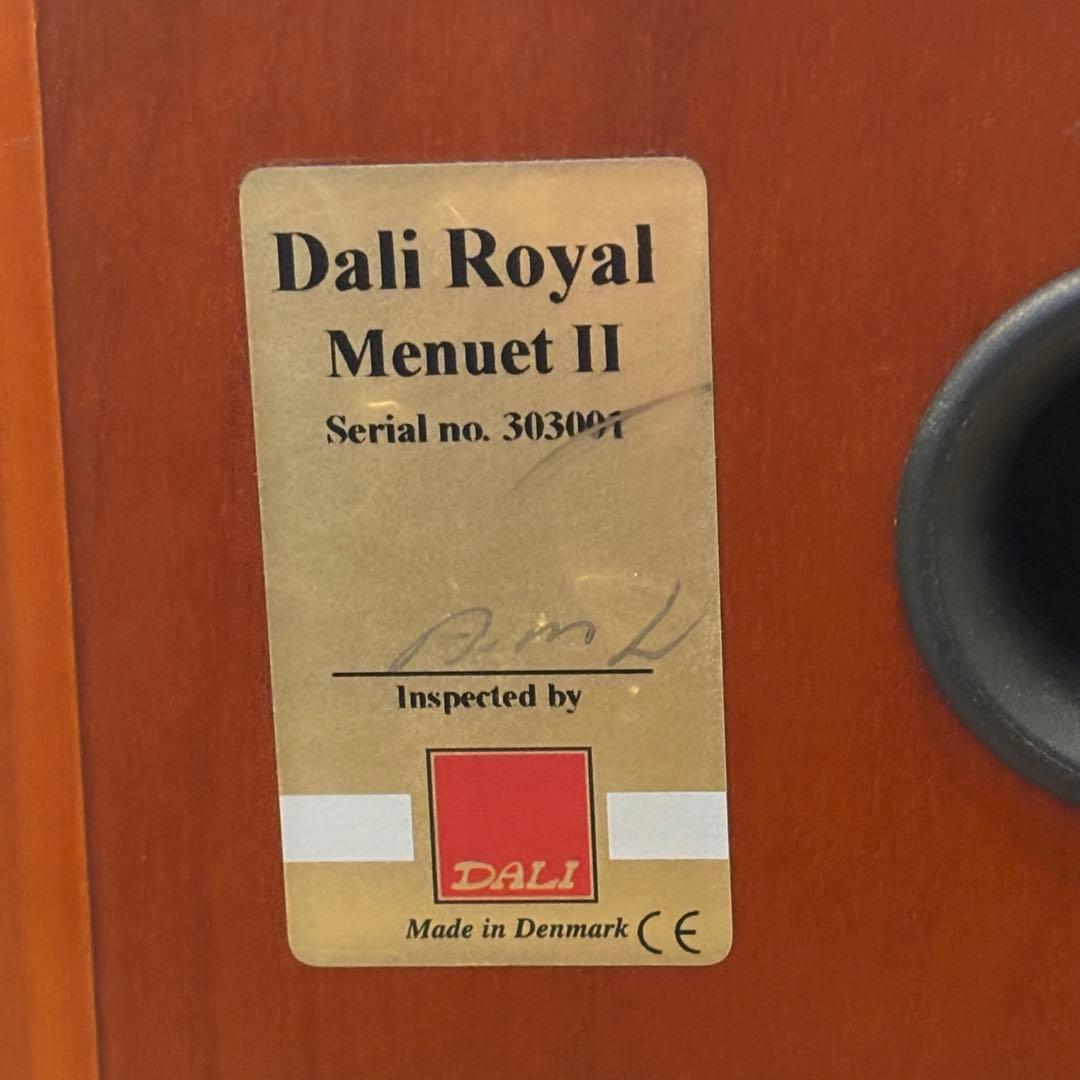 Dali Royal
Menuet II
Serial no. 303001
Inspected by
DALI
Made in Denmark CE